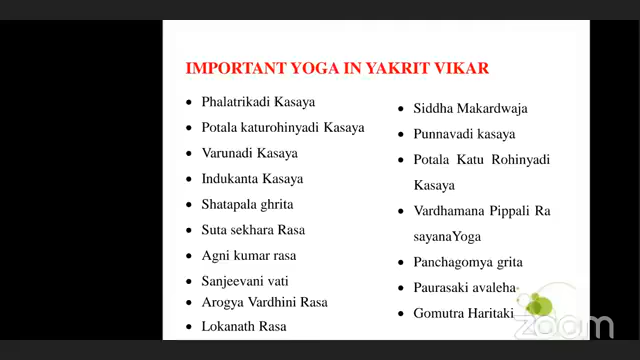 IMPORTANT YOGA IN YAKRIT VIKAR
• Phalatrikadi Kasaya
• Potala katurohinyadi Kasaya
• Varunadi Kasaya
• Indukanta Kasaya
• Shatapala ghrita
• Suta sekhara Rasa
• Agni kumar rasa
• Sanjeevani vati
• Arogya Vardhini Rasa
• Lokanath Rasa
• Siddha Makardwaja
• Punnavadi kasaya
• Potala Katu Rohinyadi
Kasaya
• Vardhamana Pippali Ra
sayanaYoga
• Panchagomya grita
• Paurasaki avaleha
• Gomutra Haritaki
zoom